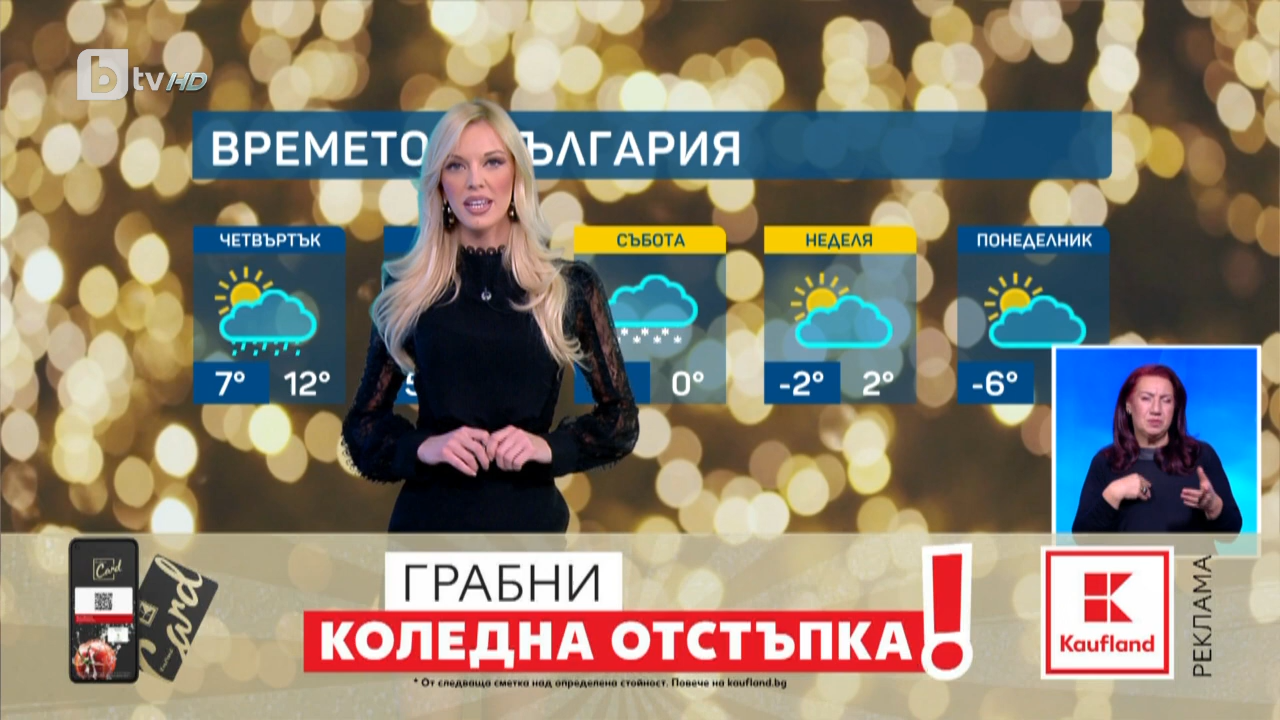 btv HD
ВРЕМЕТО ЪЛГАРИЯ
ЧЕТВЪРТЪК
СЪБОТА
НЕДЕЛЯ
ПОНЕДЕЛНИК
7° 12°
5
0°
-2° 2°
-6°
Card
Card
ГРАБНИ
КОЛЕДНА ОТСТЪПКА!
* От следваща сметка над определена стойност. Повече на kaufland.bg
Kaufland
РЕКЛАМА